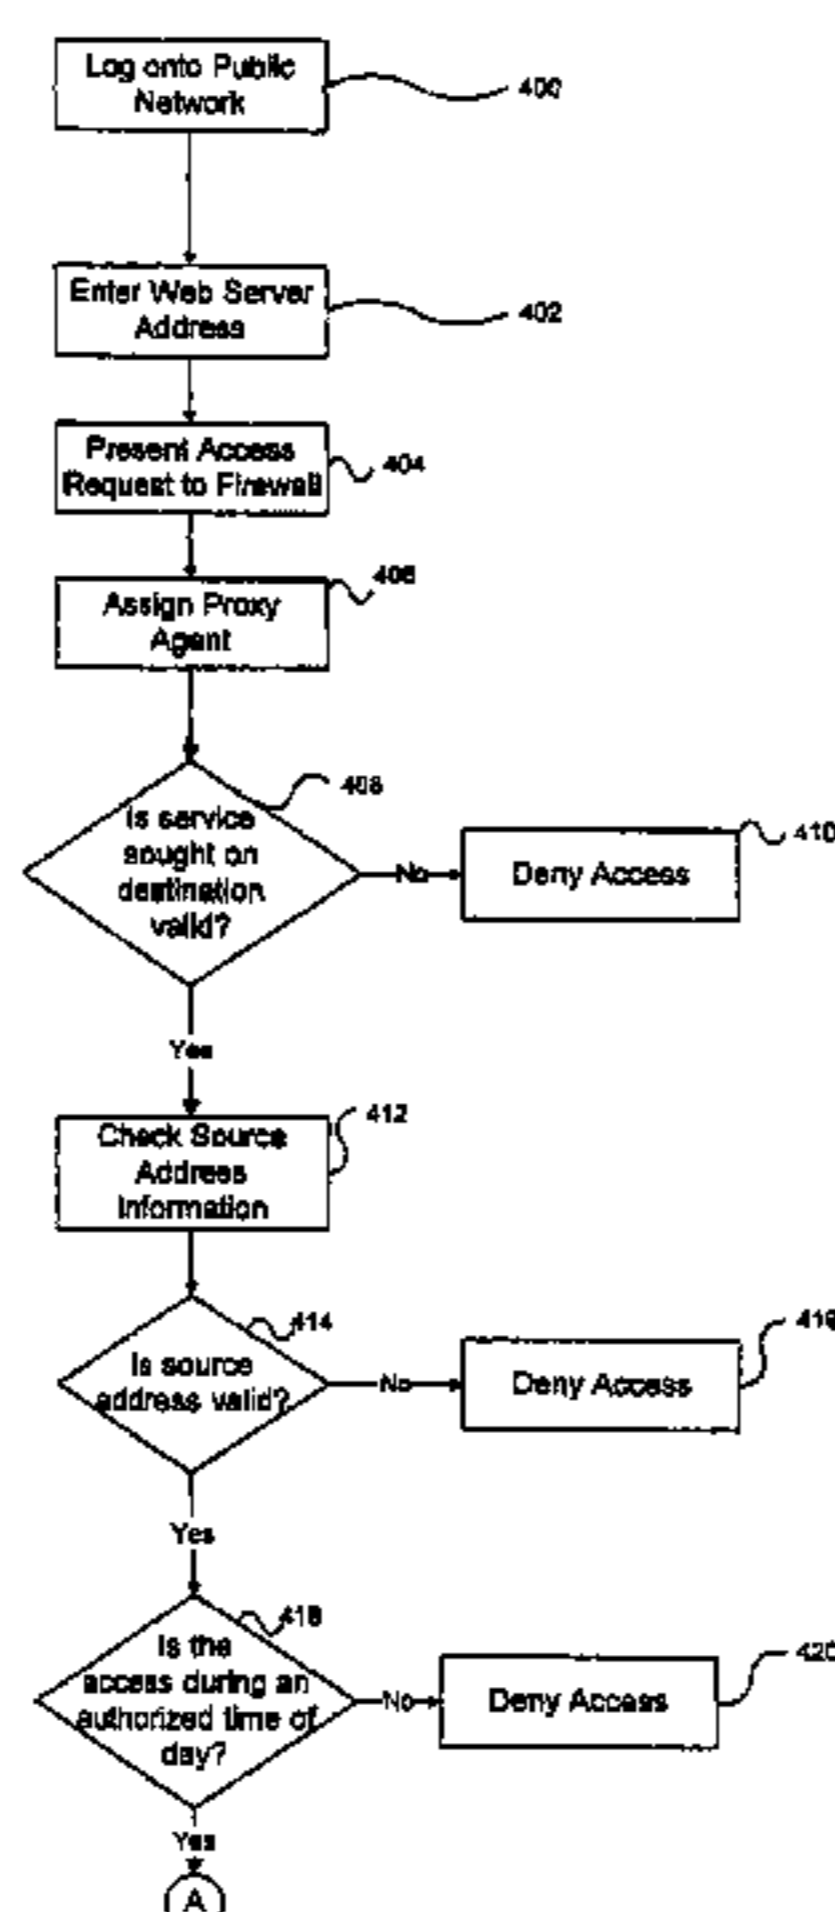 Log onto Public
Network
400
Enter Web Server
Address
402
Present Access
Request to Firewall
404
Assign Proxy
Agent
406
Is service
sought on
destination
valid?
408
No
Deny Access
410
Yes
Check Source
Address
Information
412
Is source
address valid?
414
No
Deny Access
Yes
Is the
access during an
authorized time of
day?
418
No
Deny Access
420
Yes
A